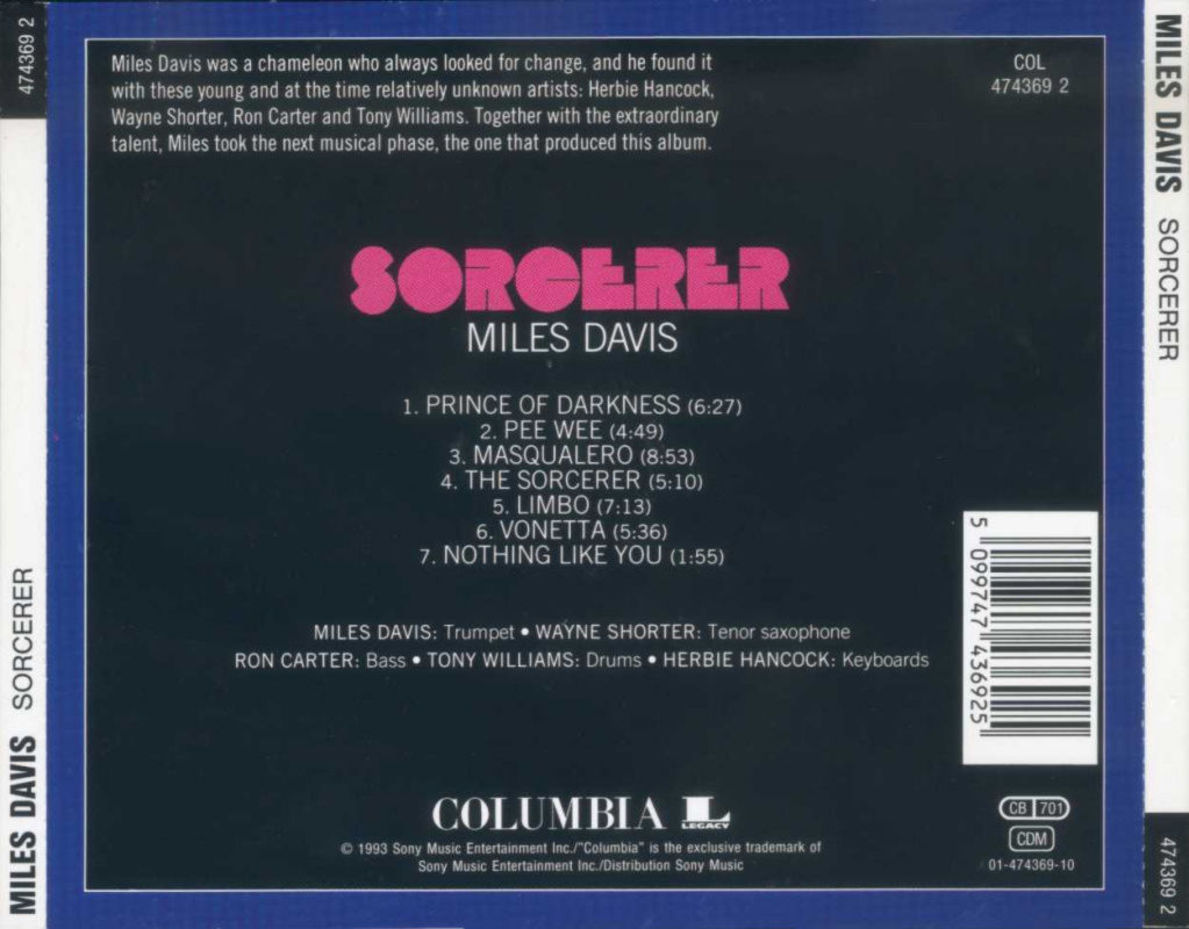 474369 2
MILES DAVIS SORCERER
Miles Davis was a chameleon who always looked for change, and he found it
with these young and at the time relatively unknown artists: Herbie Hancock,
Wayne Shorter, Ron Carter and Tony Williams. Together with the extraordinary
talent, Miles took the next musical phase, the one that produced this album.
COL
474369 2
SORCERER
MILES DAVIS
1. PRINCE OF DARKNESS (6:27)
2. PEE WEE (4:49)
3. MASQUALERO (8:53)
4. THE SORCERER (5:10)
5. LIMBO (7:13)
6. VONETTA (5:36)
7. NOTHING LIKE YOU (1:55)
MILES DAVIS: Trumpet • WAYNE SHORTER: Tenor saxophone
RON CARTER: Bass • TONY WILLIAMS: Drums • HERBIE HANCOCK: Keyboards
5 099747 436925
COLUMBIA L LEGACY
© 1993 Sony Music Entertainment Inc./"Columbia" is the exclusive trademark of
Sony Music Entertainment Inc./Distribution Sony Music
CB 701
CDM
01-474369-10
MILES DAVIS SORCERER
474369 2